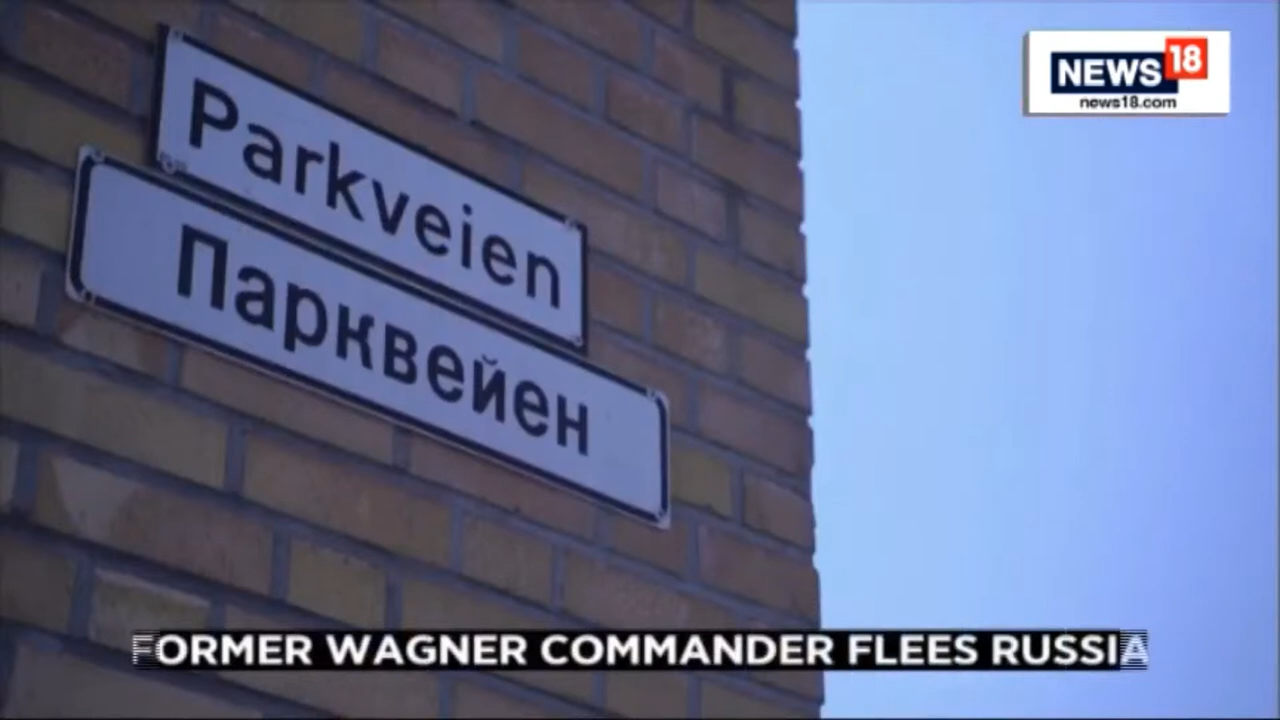 Parkveien
Парквейен
NEWS18
news18.com
FORMER WAGNER COMMANDER FLEES RUSSIA